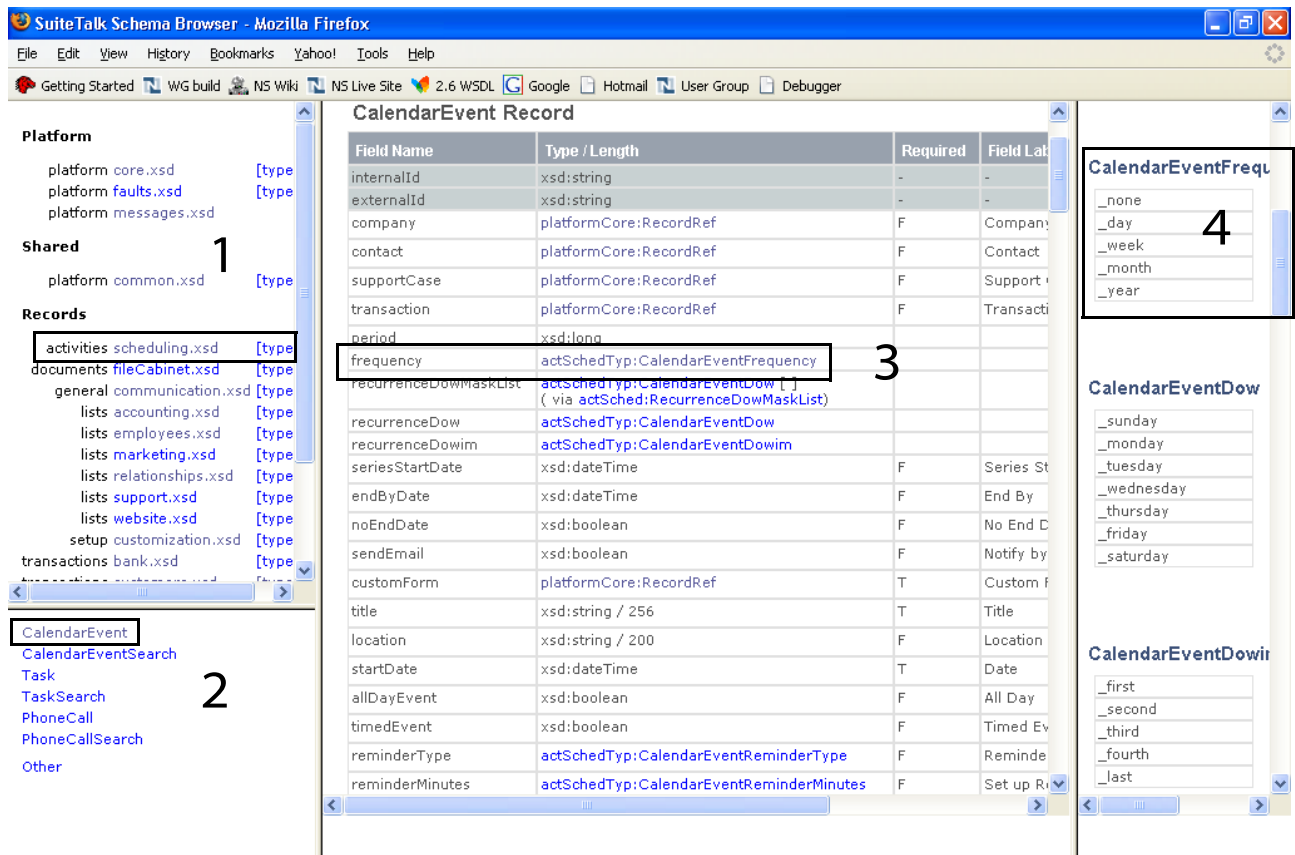 SuiteTalk Schema Browser - Mozilla Firefox
File Edit View History Bookmarks Yahoo! Tools Help
Getting Started WG build NS Wiki NS Live Site 2.6 WSDL Google Hotmail User Group Debugger
Platform
platform core.xsd [type
platform faults.xsd [type
platform messages.xsd
1
Shared
platform common.xsd [type
Records
activities scheduling.xsd [type
documents fileCabinet.xsd [type
general communication.xsd [type
lists accounting.xsd [type
lists employees.xsd [type
lists marketing.xsd [type
lists relationships.xsd [type
lists support.xsd [type
lists website.xsd [type
setup customization.xsd [type
transactions bank.xsd [type
CalendarEvent
CalendarEventSearch
Task
TaskSearch
2
PhoneCall
PhoneCallSearch
Other
CalendarEvent Record
Field Name Type / Length Required Field Lab
internalId xsd:string - -
externalId xsd:string - -
company platformCore:RecordRef F Company
contact platformCore:RecordRef F Contact
supportCase platformCore:RecordRef F Support
transaction platformCore:RecordRef F Transacti
period xsd:long
frequency actSchedTyp:CalendarEventFrequency
3
recurrenceDowMaskList actSchedTyp:CalendarEventDow [ ]
( via actSched:RecurrenceDowMaskList)
recurrenceDow actSchedTyp:CalendarEventDow
recurrenceDowim actSchedTyp:CalendarEventDowim
seriesStartDate xsd:dateTime F Series St
endByDate xsd:dateTime F End By
noEndDate xsd:boolean F No End D
sendEmail xsd:boolean F Notify by
customForm platformCore:RecordRef T Custom F
title xsd:string / 256 T Title
location xsd:string / 200 F Location
startDate xsd:dateTime T Date
allDayEvent xsd:boolean F All Day
timedEvent xsd:boolean F Timed Ev
reminderType actSchedTyp:CalendarEventReminderType F Reminde
reminderMinutes actSchedTyp:CalendarEventReminderMinutes F Set up Re
CalendarEventFrequ
_none
_day
_week
_month
_year
4
CalendarEventDow
_sunday
_monday
_tuesday
_wednesday
_thursday
_friday
_saturday
CalendarEventDowin
_first
_second
_third
_fourth
_last